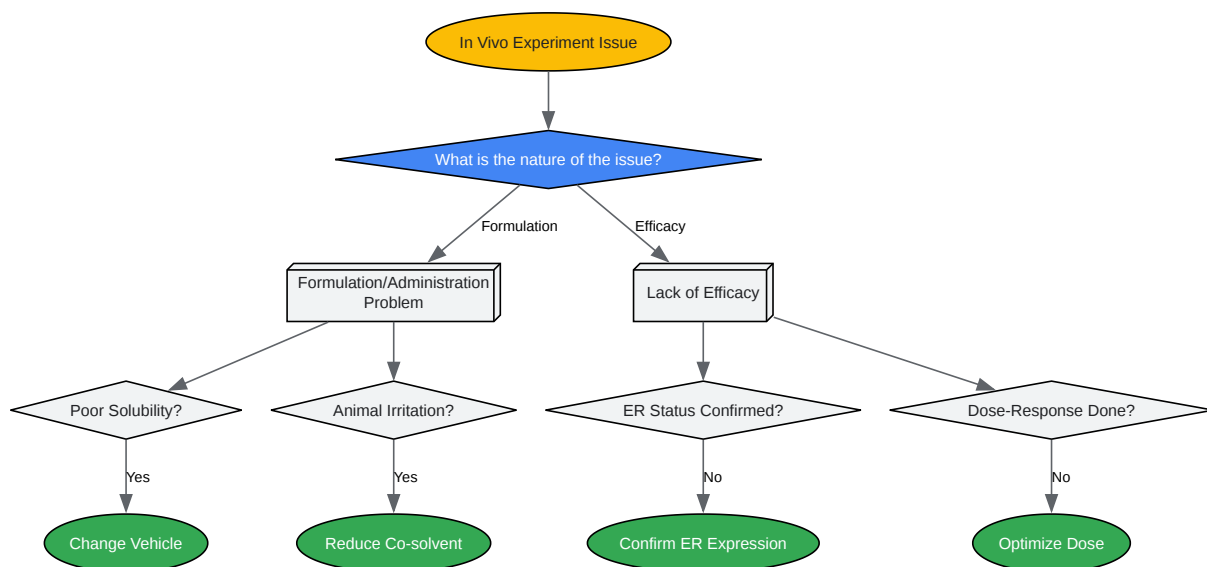 In Vivo Experiment Issue
What is the nature of the issue?
Formulation
Efficacy
Formulation/Administration
Problem
Lack of Efficacy
Poor Solubility?
Animal Irritation?
ER Status Confirmed?
Dose-Response Done?
Yes
Yes
No
No
Change Vehicle
Reduce Co-solvent
Confirm ER Expression
Optimize Dose